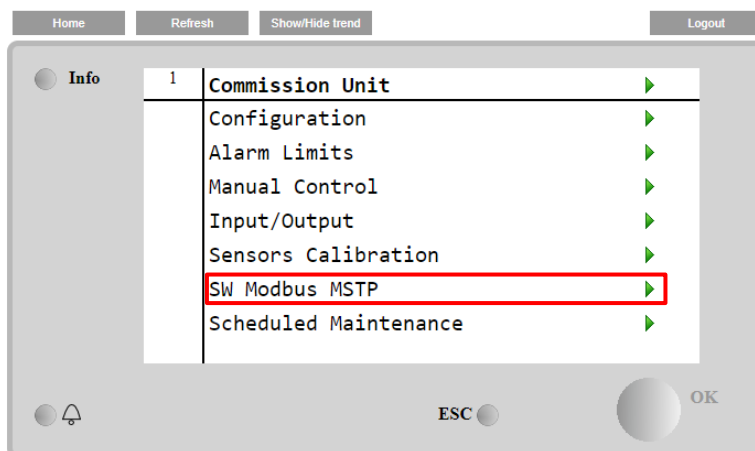 Home Refresh Show/Hide trend Logout
Info
1 Commission Unit
Configuration
Alarm Limits
Manual Control
Input/Output
Sensors Calibration
SW Modbus MSTP
Scheduled Maintenance
ESC OK